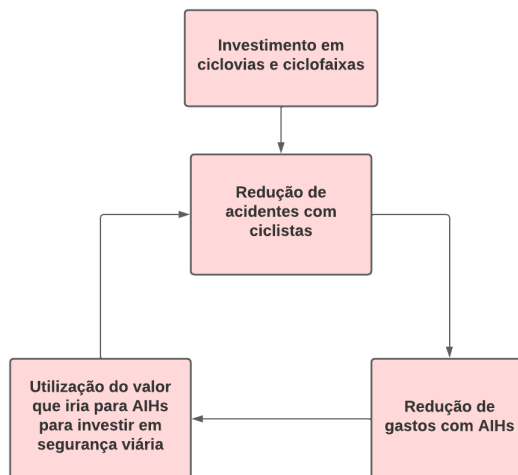 Investimento em
ciclovias e ciclofaixas
Redução de
acidentes com
ciclistas
Utilização do valor
que iria para AIHs
para investir em
segurança viária
Redução de
gastos com AIHs